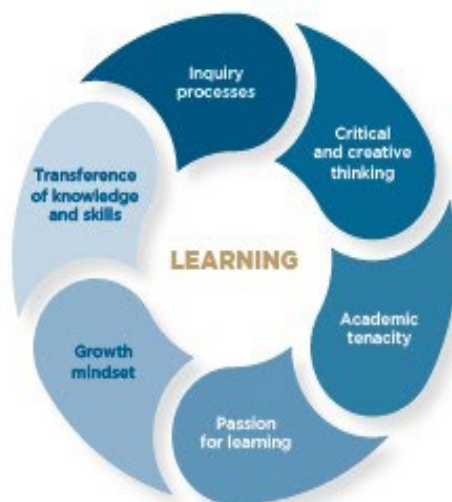 Inquiry
processes
Critical
and creative
thinking
Academic
tenacity
Passion
for learning
Growth
mindset
Transference
of knowledge
and skills
LEARNING